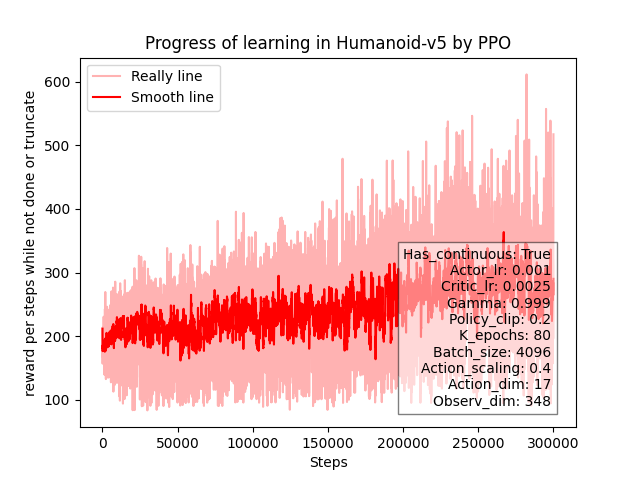 Progress of learning in Humanoid-v5 by PPO
Really line
Smooth line
reward per steps while not done or truncate
600
500
400
300
200
100
Has_continuous: True
Actor_lr: 0.001
Critic_lr: 0.0025
Gamma: 0.999
Policy_clip: 0.2
K_epochs: 80
Batch_size: 4096
Action_scaling: 0.4
Action_dim: 17
Observ_dim: 348
0
50000
100000
150000
200000
250000
300000
Steps